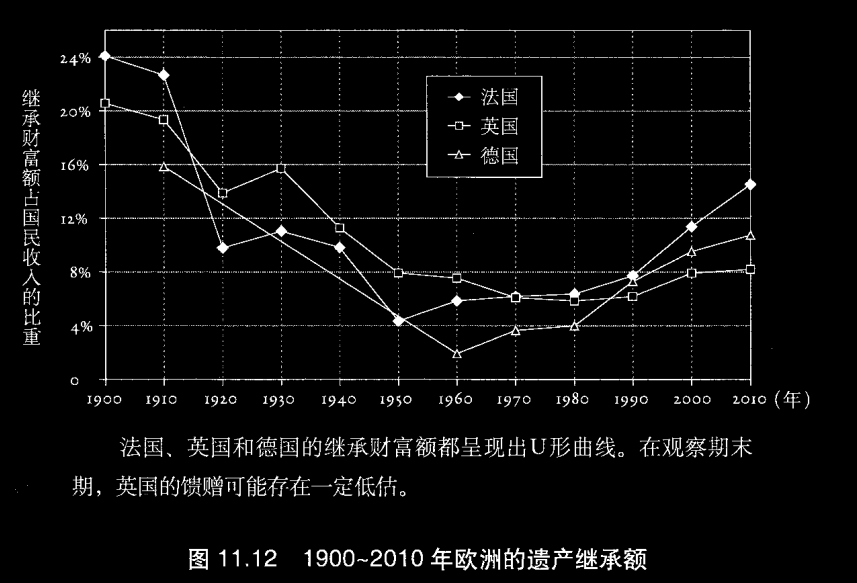 继承财富额占国民收入的比重
24%
20%
16%
12%
8%
4%
0
法国
英国
德国
1900 1910 1920 1930 1940 1950 1960 1970 1980 1990 2000 2010 (年)
法国、英国和德国的继承财富额都呈现出U形曲线。在观察期末
期，英国的馈赠可能存在一定低估。
图 11.12 1900~2010 年欧洲的遗产继承额